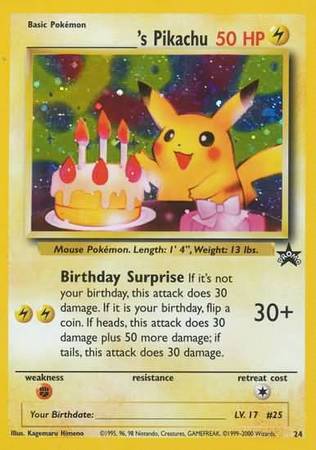 Basic Pokémon
____________'s Pikachu 50 HP
Mouse Pokémon. Length: 1' 4", Weight: 13 lbs.
PROMO
Birthday Surprise If it's not
your birthday, this attack does 30
damage. If it is your birthday, flip a
coin. If heads, this attack does 30
damage plus 50 more damage; if
tails, this attack does 30 damage.
30+
weakness resistance retreat cost
Your Birthdate:____________ LV. 17 #25
Illus. Kagemaru Himeno ©1995, 96, 98 Nintendo, Creatures, GAMEFREAK. ©1999-2000 Wizards. 24